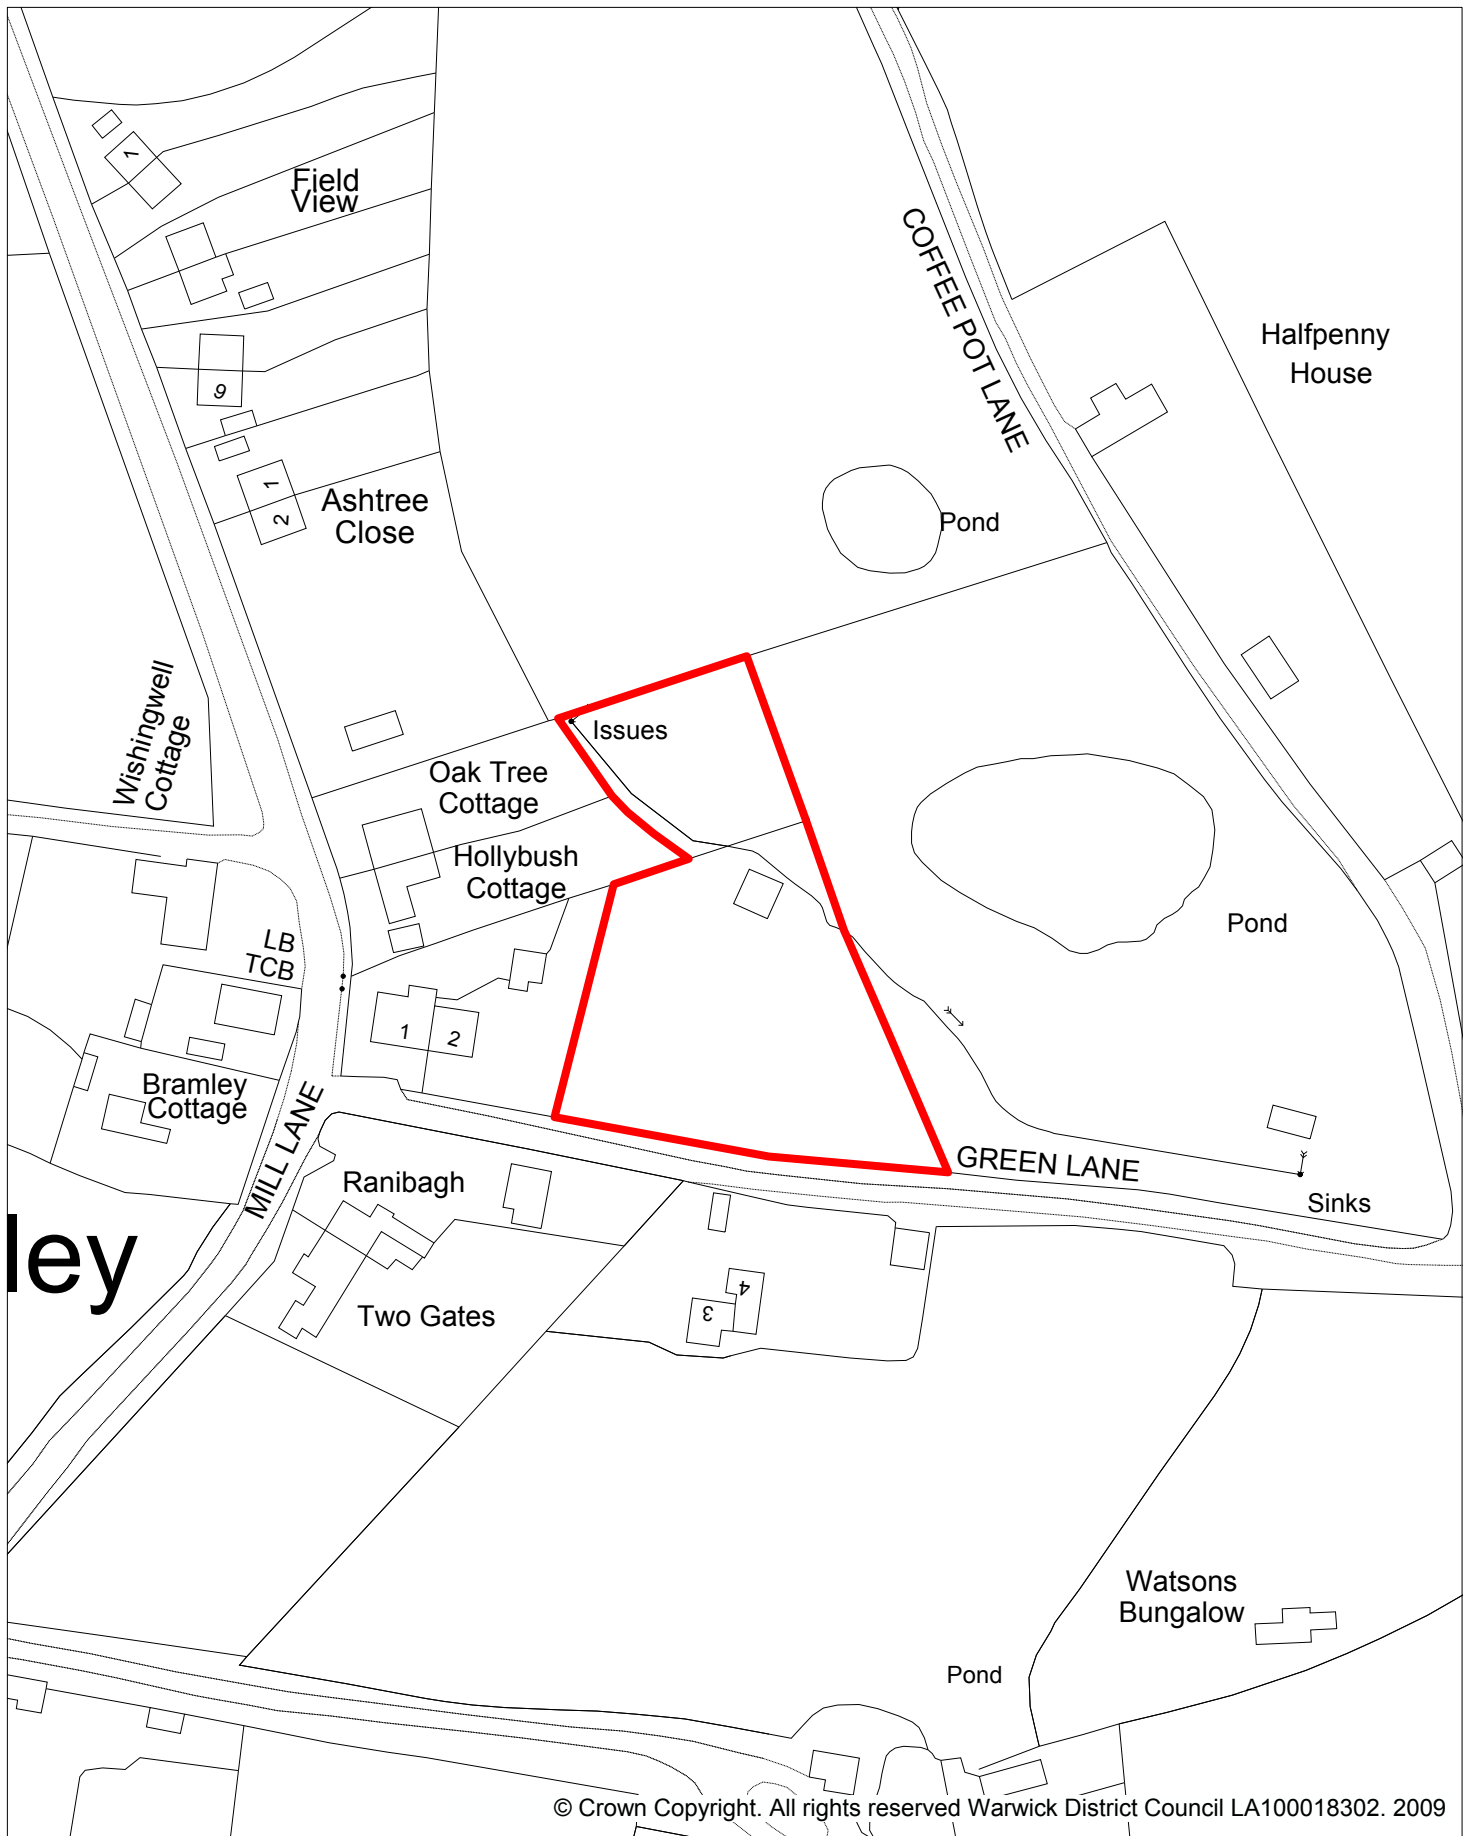 1
Field
View
COFFEE POT LANE
Halfpenny
House
9
1
2
Ashtree
Close
Pond
Wishingwell
Cottage
Issues
Oak Tree
Cottage
Hollybush
Cottage
Pond
LB
TCB
1
2
Bramley
Cottage
MILL LANE
GREEN LANE
Ranibagh
Sinks
ley
Two Gates
4
3
Watsons
Bungalow
Pond
© Crown Copyright. All rights reserved Warwick District Council LA100018302. 2009